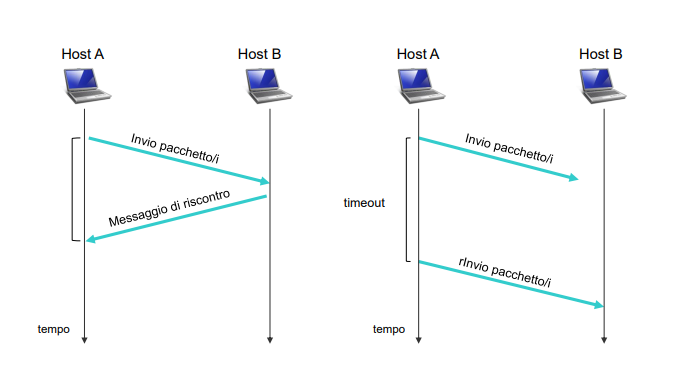 Host A
Host B
Invio pacchetto/i
Messaggio di riscontro
tempo
Host A
Host B
Invio pacchetto/i
timeout
rInvio pacchetto/i
tempo